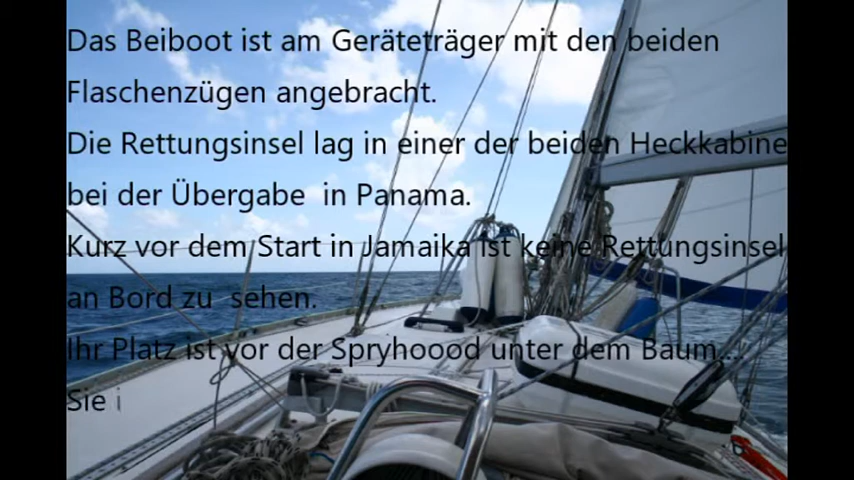 Das Beiboot ist am Geräteträger mit den beiden
Flaschenzügen angebracht.
Die Rettungsinsel lag in einer der beiden Heckkabine
bei der Übergabe in Panama.
Kurz vor dem Start in Jamaika ist keine Rettungsinsel
an Bord zu sehen.
Ihr Platz ist vor der Spryhoood unter dem Baum...
Sie i